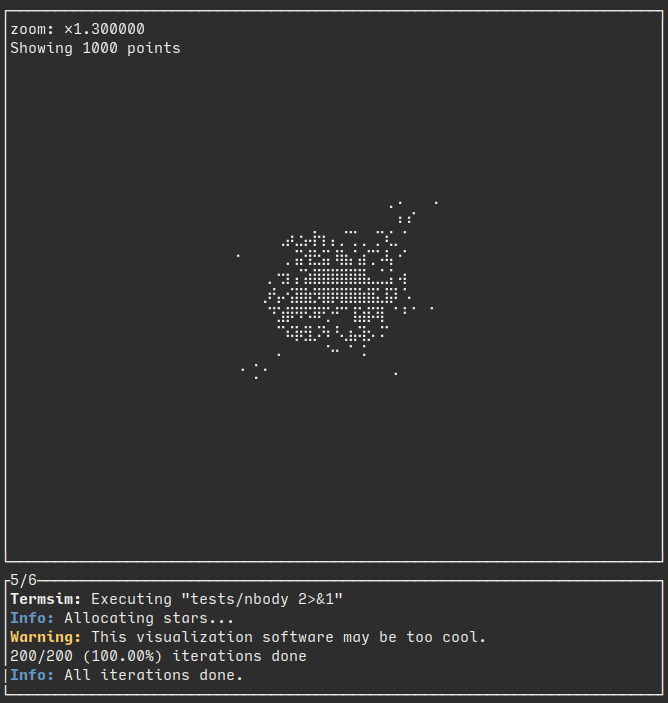 zoom: ×1.300000
Showing 1000 points
5/6
Termsim: Executing "tests/nbody 2>&1"
Info: Allocating stars...
Warning: This visualization software may be too cool.
200/200 (100.00%) iterations done
Info: All iterations done.